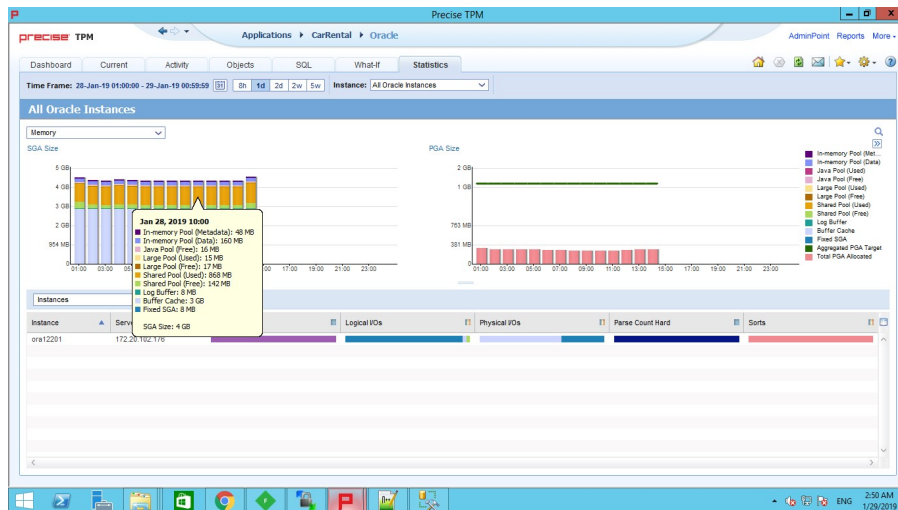 Precise TPM
precise TPM
Applications CarRental Oracle
AdminPoint Reports More
Dashboard Current Activity Objects SQL What-If Statistics
Time Frame: 28-Jan-19 01:00:00 - 29-Jan-19 00:59:59 8h 1d 2d 2w 5w Instance: All Oracle Instances
All Oracle Instances
Memory
SGA Size
5 GB
4 GB
3 GB
2 GB
954 MB
0
01:00 03:00 17:00 19:00 21:00 23:00
Jan 28, 2019 10:00
In-memory Pool (Metadata): 48 MB
In-memory Pool (Data): 160 MB
Java Pool (Free): 16 MB
Large Pool (Used): 15 MB
Large Pool (Free): 17 MB
Shared Pool (Used): 868 MB
Shared Pool (Free): 142 MB
Log Buffer: 8 MB
Buffer Cache: 3 GB
Fixed SGA: 8 MB
SGA Size: 4 GB
PGA Size
2 GB
1 GB
763 MB
381 MB
0
01:00 03:00 05:00 07:00 09:00 11:00 13:00 15:00 17:00 19:00 21:00 23:00
In-memory Pool (Met...
In-memory Pool (Data)
Java Pool (Used)
Java Pool (Free)
Large Pool (Used)
Large Pool (Free)
Shared Pool (Used)
Shared Pool (Free)
Log Buffer
Buffer Cache
Fixed SGA
Aggregated PGA Target
Total PGA Allocated
Instances
Instance Logical I/Os Physical I/Os Parse Count Hard Sorts
ora12201 172.20.102.176
ENG
2:50 AM
1/29/2019